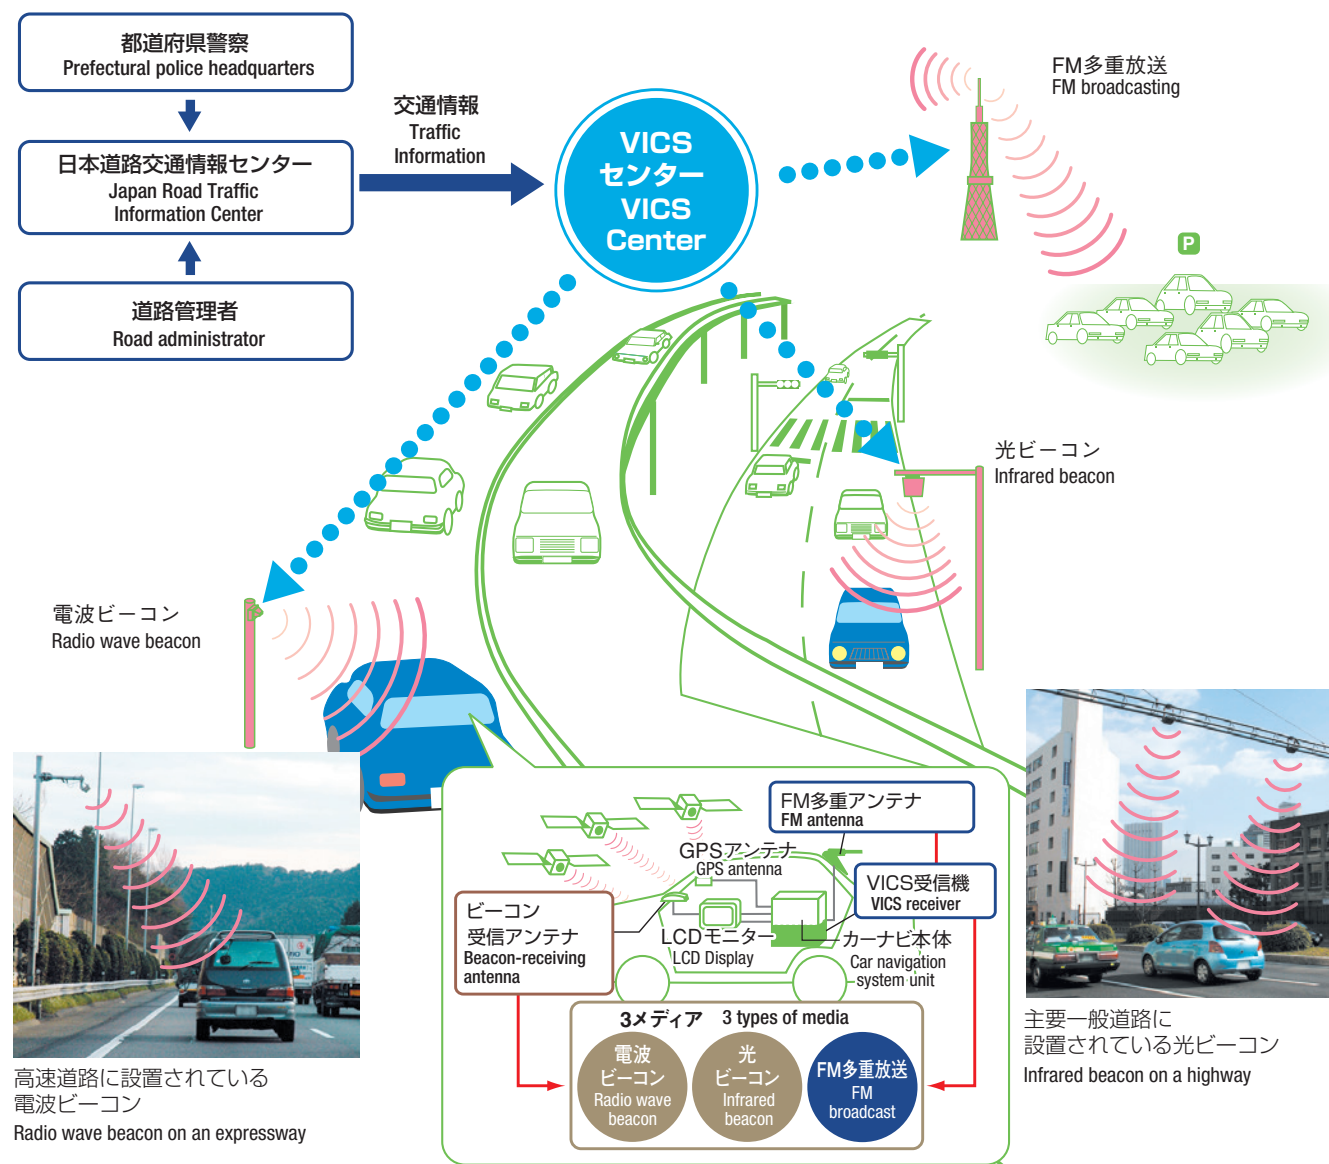 都道府県警察
Prefectural police headquarters
日本道路交通情報センター
Japan Road Traffic
Information Center
道路管理者
Road administrator
交通情報
Traffic
Information
VICS
センター
VICS
Center
FM多重放送
FM broadcasting
P
光ビーコン
Infrared beacon
電波ビーコン
Radio wave beacon
FM多重アンテナ
FM antenna
GPSアンテナ
GPS antenna
VICS受信機
VICS receiver
ビーコン
受信アンテナ
Beacon-receiving
antenna
LCDモニター
LCD Display
カーナビ本体
Car navigation
system unit
3メディア 3 types of media
電波
ビーコン
Radio wave
beacon
光
ビーコン
Infrared
beacon
FM多重放送
FM
broadcast
高速道路に設置されている
電波ビーコン
Radio wave beacon on an expressway
主要一般道路に
設置されている光ビーコン
Infrared beacon on a highway